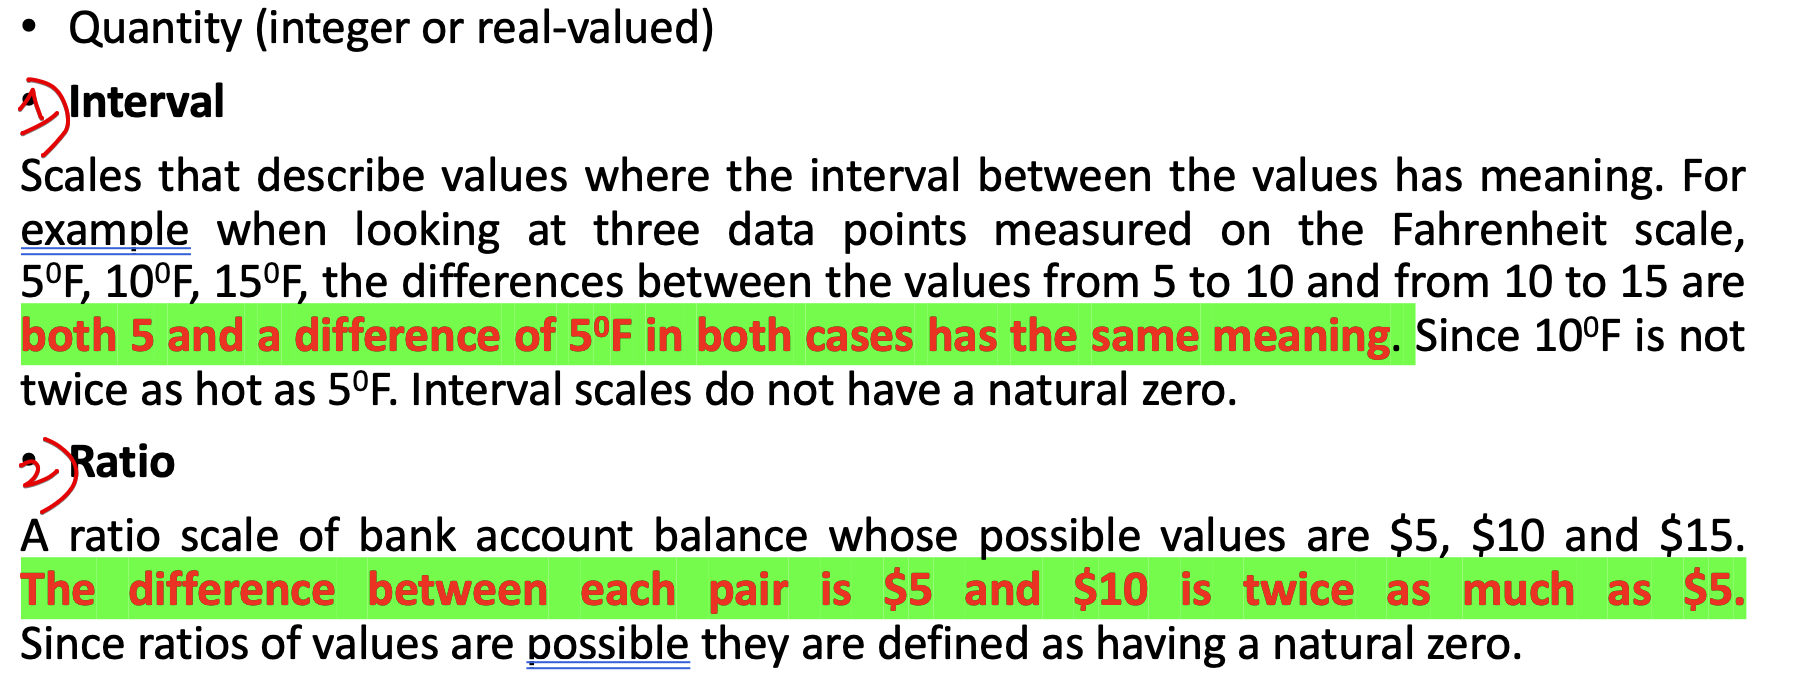 • Quantity (integer or real-valued)
1) Interval
Scales that describe values where the interval between the values has meaning. For
example when looking at three data points measured on the Fahrenheit scale,
5⁰F, 10⁰F, 15⁰F, the differences between the values from 5 to 10 and from 10 to 15 are
both 5 and a difference of 5⁰F in both cases has the same meaning. Since 10⁰F is not
twice as hot as 5⁰F. Interval scales do not have a natural zero.
2) Ratio
A ratio scale of bank account balance whose possible values are $5, $10 and $15.
The difference between each pair is $5 and $10 is twice as much as $5.
Since ratios of values are possible they are defined as having a natural zero.